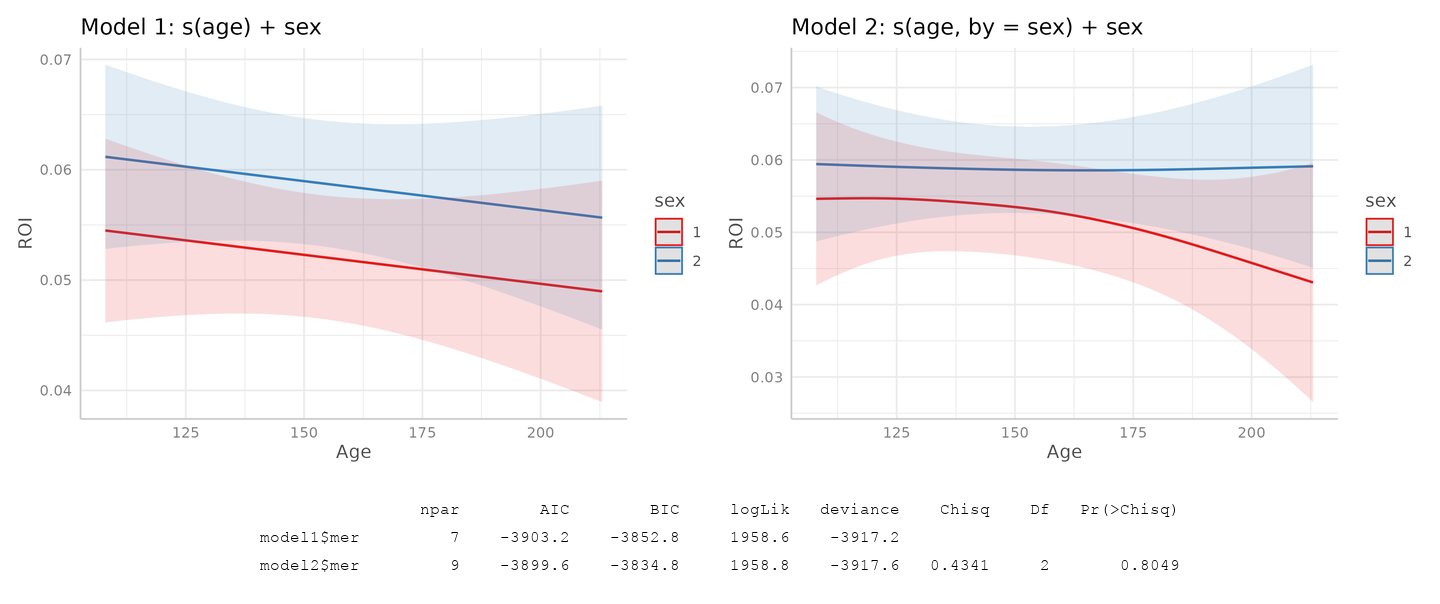 Model 1: s(age) + sex
0.07
0.06
0.05
0.04
ROI
125 150 175 200
Age
sex
1
2
Model 2: s(age, by = sex) + sex
0.07
0.06
0.05
0.04
0.03
ROI
125 150 175 200
Age
sex
1
2
npar AIC BIC logLik deviance Chisq Df Pr(>Chisq)
model1$mer 7 -3903.2 -3852.8 1958.6 -3917.2
model2$mer 9 -3899.6 -3834.8 1958.8 -3917.6 0.4341 2 0.8049